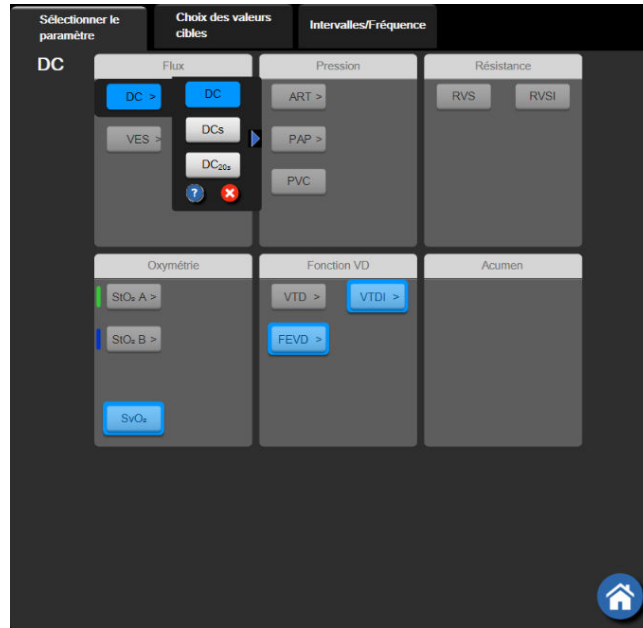 Sélectionner le
paramètre
Choix des valeurs
cibles
Intervalles/Fréquence
DC
Flux
Pression
Résistance
DC >
DC
ART >
RVS
RVSI
VES >
DCs
PAP >
DC₂₀ₛ
PVC
?
Oxymétrie
Fonction VD
Acumen
StO₂ A >
VTD >
VTDI >
StO₂ B >
FEVD >
SvO₂